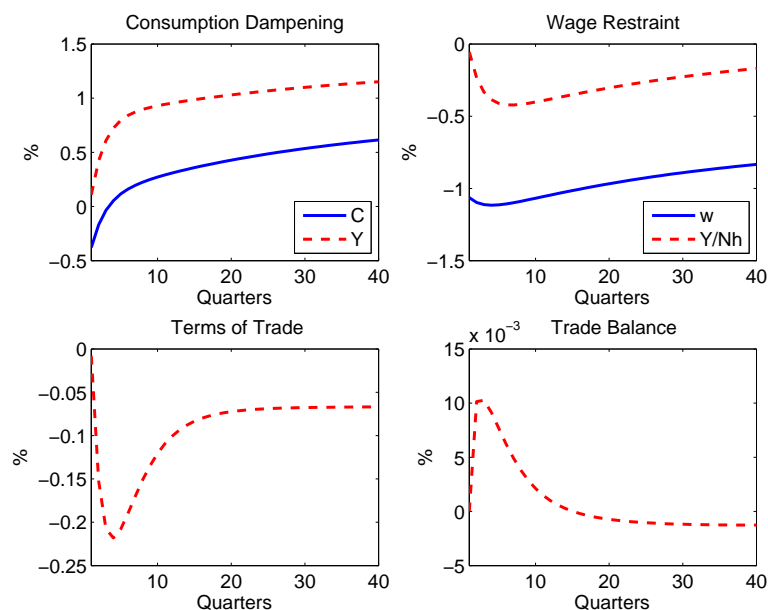 Consumption Dampening
1.5
1
0.5
0
−0.5
%
C
Y
10 20 30 40
Quarters
Wage Restraint
0
−0.5
−1
−1.5
%
w
Y/Nh
10 20 30 40
Quarters
Terms of Trade
0
−0.05
−0.1
−0.15
−0.2
−0.25
%
10 20 30 40
Quarters
Trade Balance
x 10−3
15
10
5
0
−5
%
10 20 30 40
Quarters